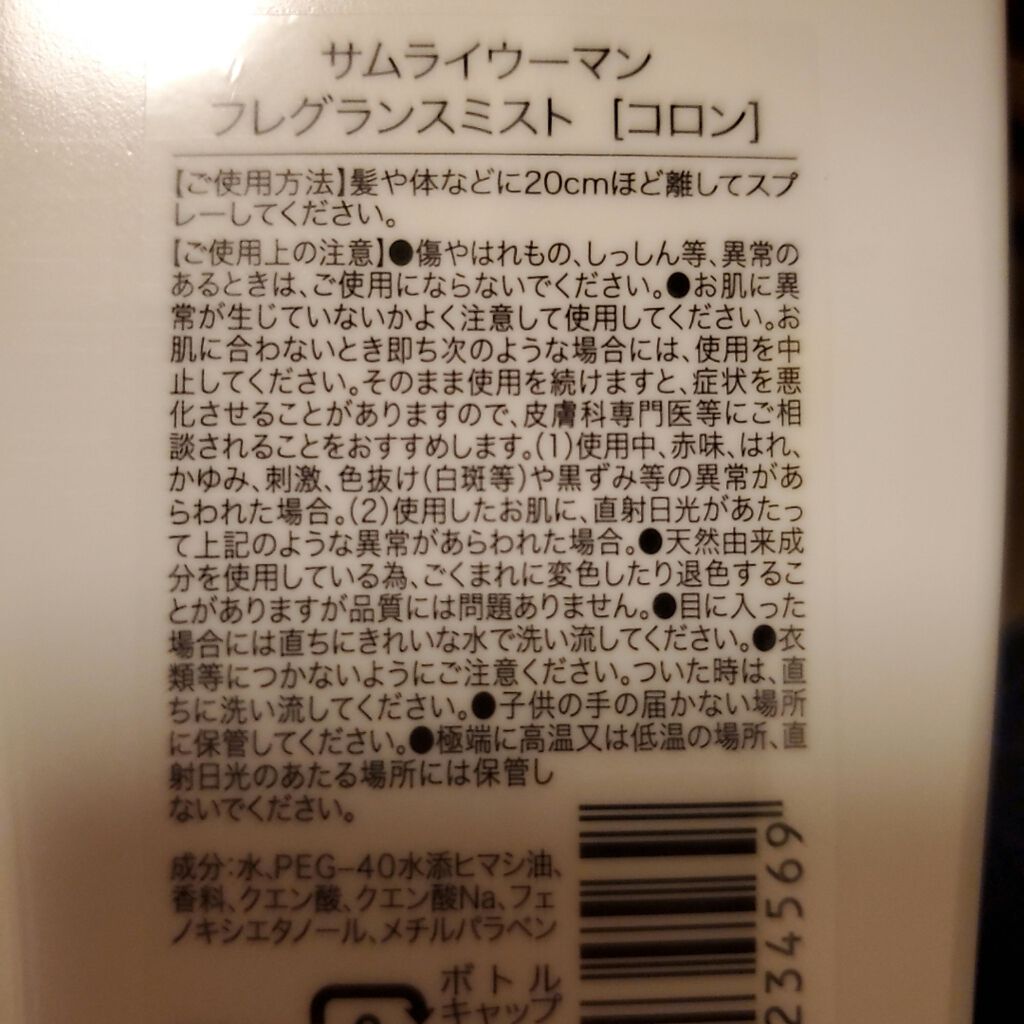 サムライウーマン
フレグランスミスト [コロン]
【ご使用方法】髪や体などに20cmほど離してスプ
レーしてください。
【ご使用上の注意】●傷やはれもの、しっしん等、異常の
あるときは、ご使用にならないでください。●お肌に異
常が生じていないかよく注意して使用してください。お
肌に合わないとき即ち次のような場合には、使用を中
止してください。そのまま使用を続けますと、症状を悪
化させることがありますので、皮膚科専門医等にご相
談されることをおすすめします。(1)使用中、赤味、はれ、
かゆみ、刺激、色抜け(白斑等)や黒ずみ等の異常があ
らわれた場合。(2)使用したお肌に、直射日光があたっ
て上記のような異常があらわれた場合。●天然由来成
分を使用している為、ごくまれに変色したり退色するこ
とがありますが品質には問題ありません。●目に入った
場合には直ちにきれいな水で洗い流してください。●衣
類等につかないようにご注意ください。ついた時は、直
ちに洗い流してください。●子供の手の届かない場所
に保管してください。●極端に高温又は低温の場所、直
射日光のあたる場所には保管し
ないでください。
成分:水、PEG-40水添ヒマシ油、
香料、クエン酸、クエン酸Na、フェ
ノキシエタノール、メチルパラベン
ボトル
キャップ
234569